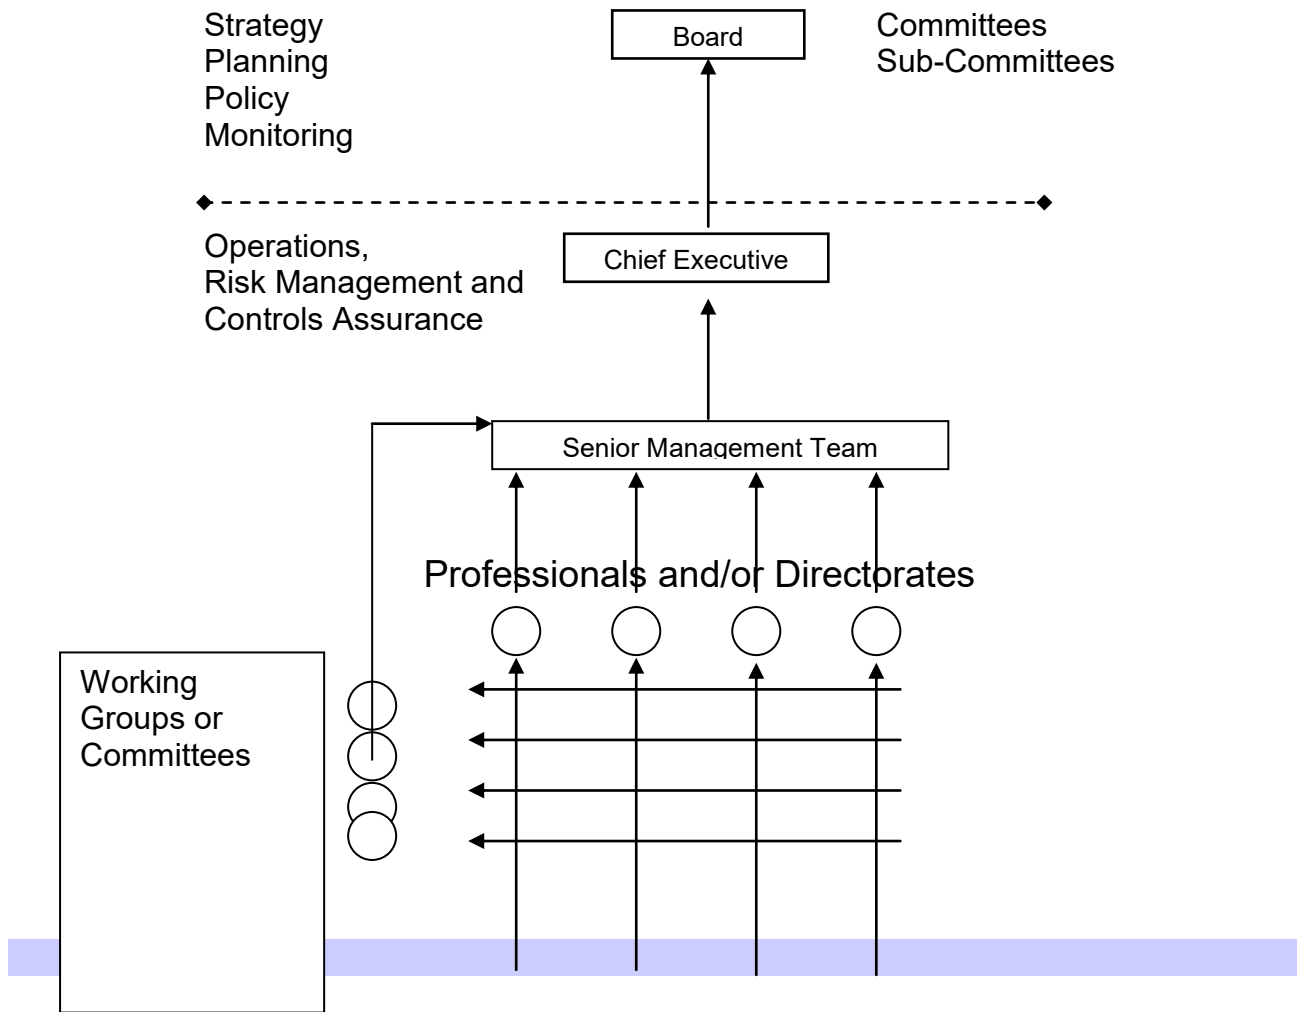 Strategy
Planning
Policy
Monitoring
Board
Committees
Sub-Committees
Operations,
Risk Management and
Controls Assurance
Chief Executive
Senior Management Team
Professionals and/or Directorates
Working
Groups or
Committees